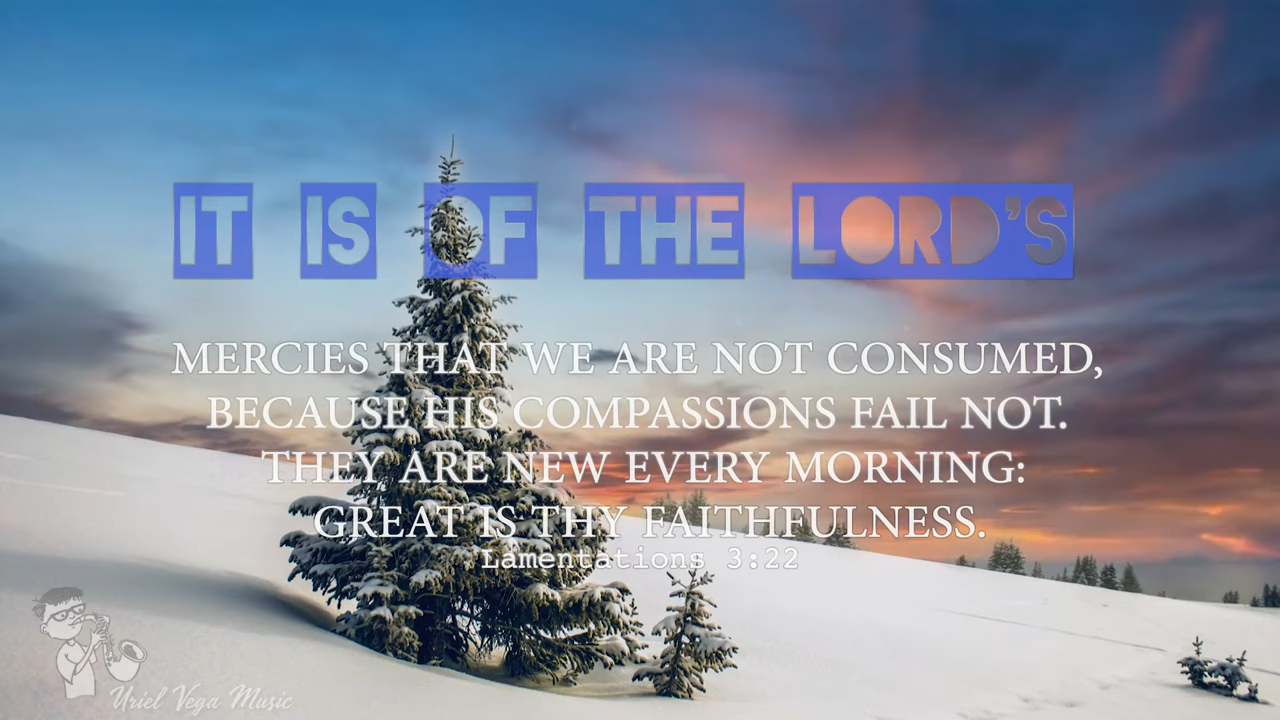 IT IS OF THE LORD'S
MERCIES THAT WE ARE NOT CONSUMED,
BECAUSE HIS COMPASSIONS FAIL NOT.
THEY ARE NEW EVERY MORNING:
GREAT IS THY FAITHFULNESS.
Lamentations 3:22
Uriel Vega Music